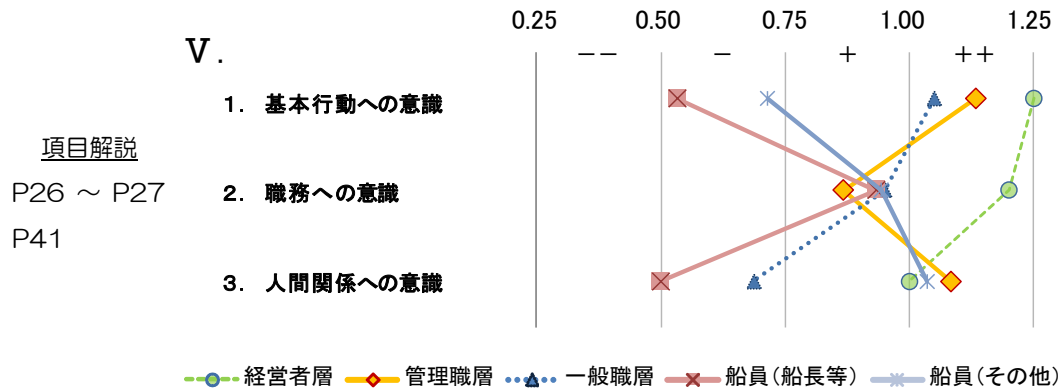 0.25 0.50 0.75 1.00 1.25
Ⅴ. －－ － ＋ ＋＋
1. 基本行動への意識
項目解説
P26 ～ P27 2. 職務への意識
P41
3. 人間関係への意識
経営者層 管理職層 一般職層 船員(船長等) 船員(その他)